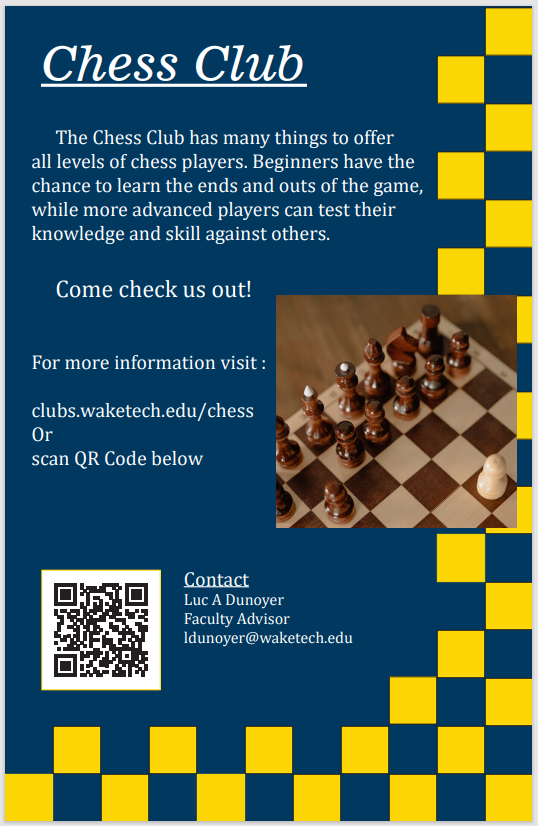 Chess Club
The Chess Club has many things to offer
all levels of chess players. Beginners have the
chance to learn the ends and outs of the game,
while more advanced players can test their
knowledge and skill against others.
Come check us out!
For more information visit :
clubs.waketech.edu/chess
Or
scan QR Code below
Contact
Luc A Dunoyer
Faculty Advisor
ldunoyer@waketech.edu